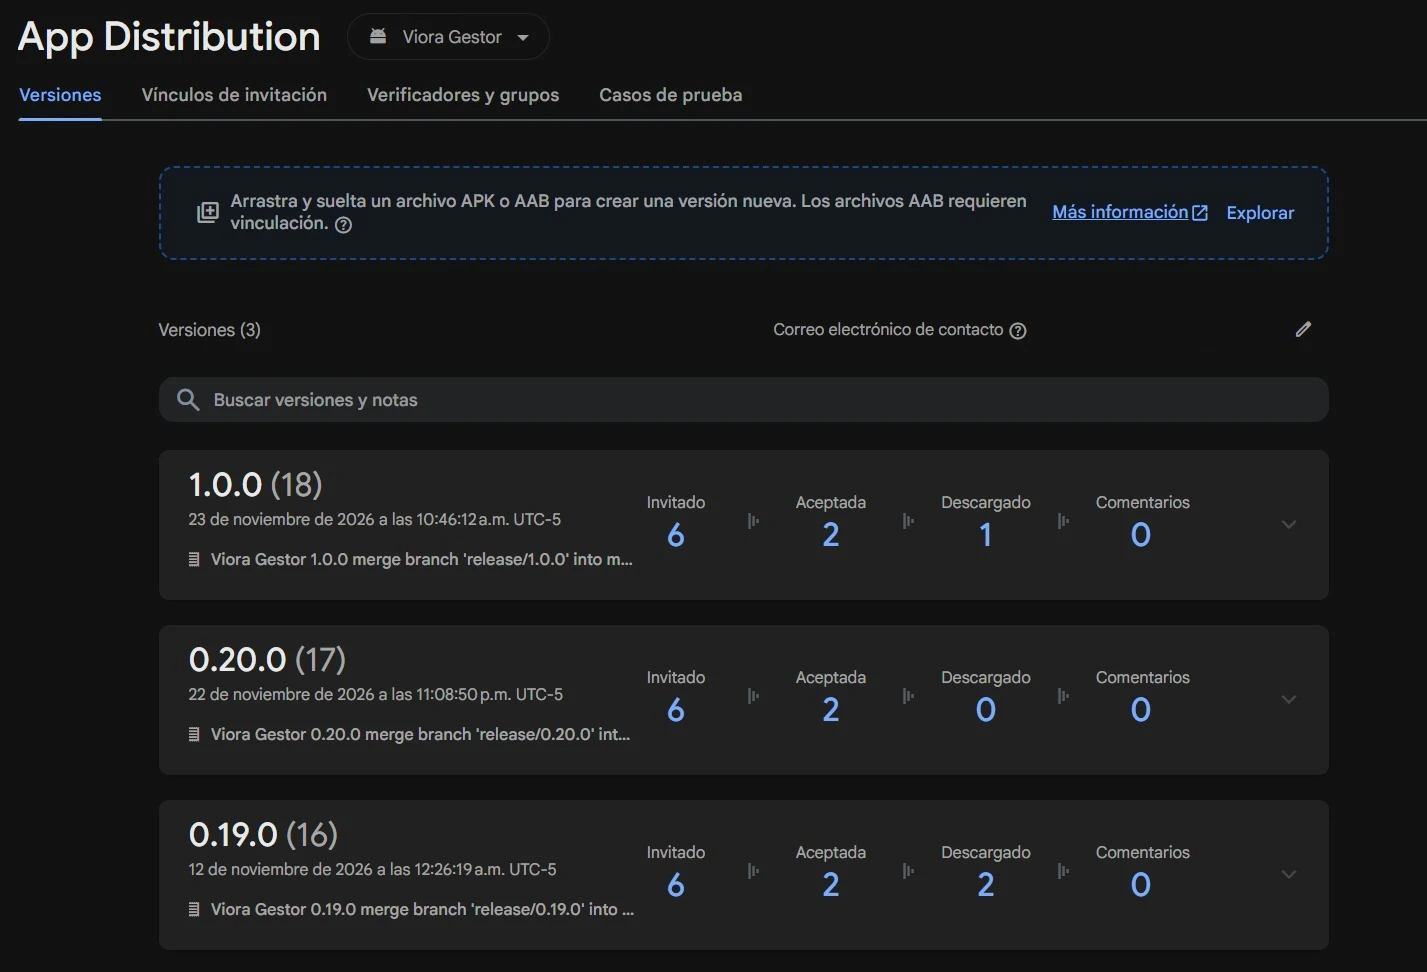 App Distribution
Viora Gestor
Versiones
Vínculos de invitación
Verificadores y grupos
Casos de prueba
Arrastra y suelta un archivo APK o AAB para crear una versión nueva. Los archivos AAB requieren
vinculación.
Más información
Explorar
Versiones (3)
Correo electrónico de contacto
Buscar versiones y notas
1.0.0 (18)
23 de noviembre de 2026 a las 10:46:12 a.m. UTC-5
Viora Gestor 1.0.0 merge branch 'release/1.0.0' into m...
Invitado
6
Aceptada
2
Descargado
1
Comentarios
0
0.20.0 (17)
22 de noviembre de 2026 a las 11:08:50 p.m. UTC-5
Viora Gestor 0.20.0 merge branch 'release/0.20.0' int...
Invitado
6
Aceptada
2
Descargado
0
Comentarios
0
0.19.0 (16)
12 de noviembre de 2026 a las 12:26:19 a.m. UTC-5
Viora Gestor 0.19.0 merge branch 'release/0.19.0' into ...
Invitado
6
Aceptada
2
Descargado
2
Comentarios
0